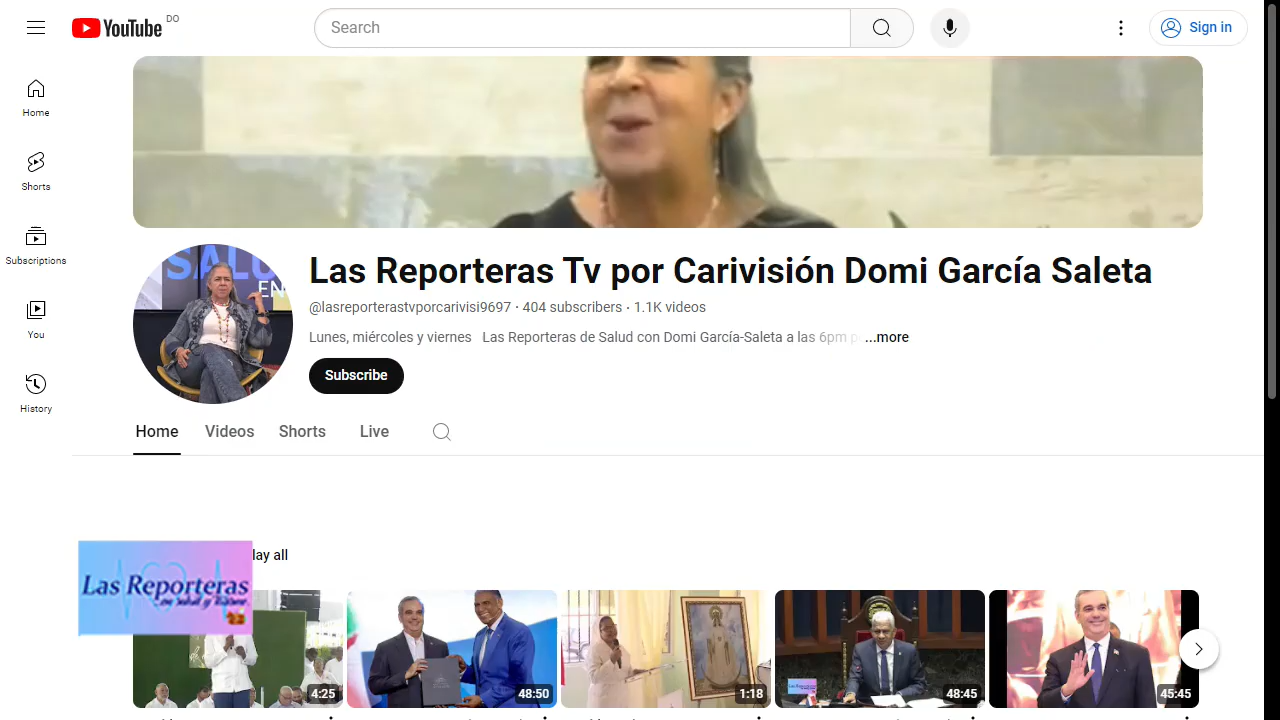 YouTube DO
Search
Sign in
Home
Shorts
Subscriptions
You
History
SALU
EN
Las Reporteras Tv por Carivisión Domi García Saleta
@lasreporterastvporcarivisi9697 · 404 subscribers · 1.1K videos
Lunes, miércoles y viernes Las Reporteras de Salud con Domi García-Saleta a las 6pm p ...more
Subscribe
Home Videos Shorts Live
lay all
Las Reporteras
4:25
48:50
1:18
48:45
45:45